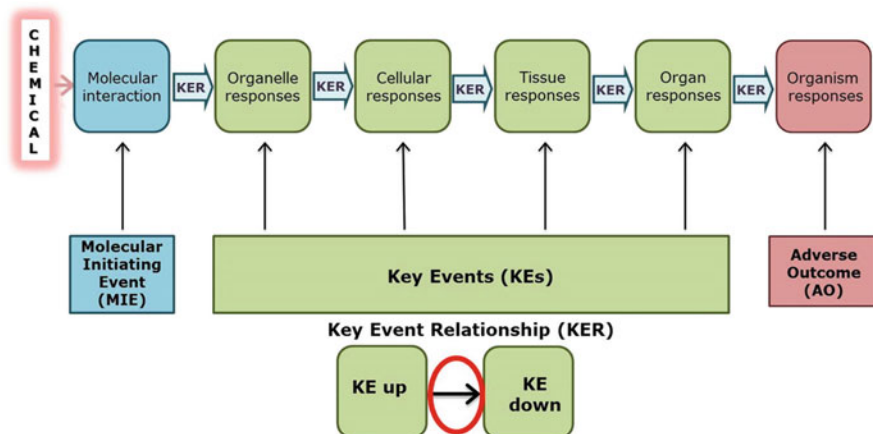 CHEMICAL
Molecular
interaction
KER
Organelle
responses
KER
Cellular
responses
KER
Tissue
responses
KER
Organ
responses
KER
Organism
responses
Molecular
Initiating
Event
(MIE)
Key Events (KEs)
Adverse
Outcome
(AO)
Key Event Relationship (KER)
KE up
KE
down